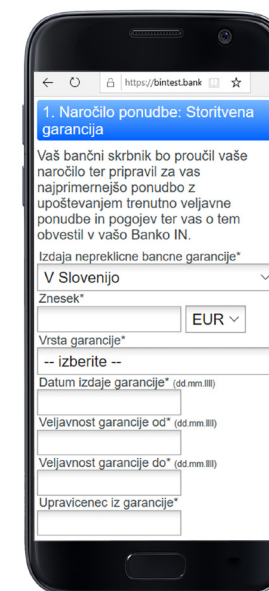 https://bintest.bank
1. Naročilo ponudbe: Storitvena
garancija
Vaš bančni skrbnik bo proučil vaše
naročilo ter pripravil za vas
najprimernejšo ponudbo z
upoštevanjem trenutno veljavne
ponudbe in pogojev ter vas o tem
obvestil v vašo Banko IN.
Izdaja nepreklicne bancne garancije*
V Slovenijo
Znesek*
EUR
Vrsta garancije*
-- izberite --
Datum izdaje garancije* (dd.mm.llll)
Veljavnost garancije od* (dd.mm.llll)
Veljavnost garancije do* (dd.mm.llll)
Upravicenec iz garancije*